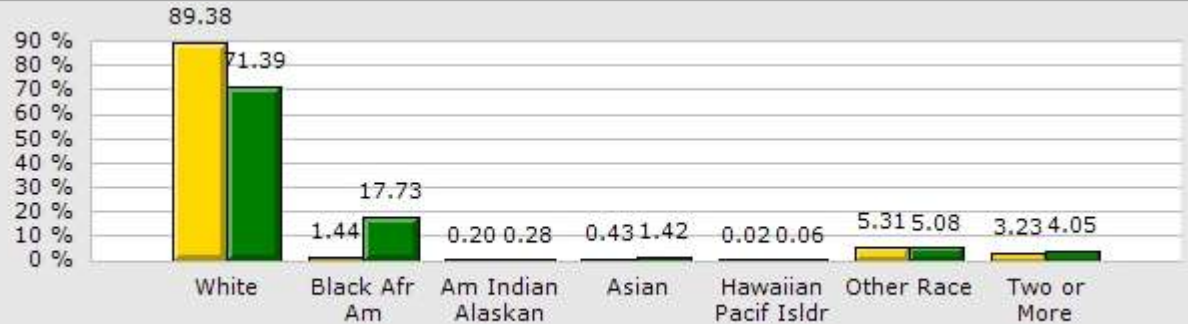 89.38
90 %
80 %
71.39
70 %
60 %
50 %
40 %
30 %
17.73
20 %
1.44
0.20 0.28
0.43 1.42
0.02 0.06
5.31 5.08
3.23 4.05
10 %
0 %
White
Black Afr
Am
Am Indian
Alaskan
Asian
Hawaiian
Pacif Isldr
Other Race
Two or
More